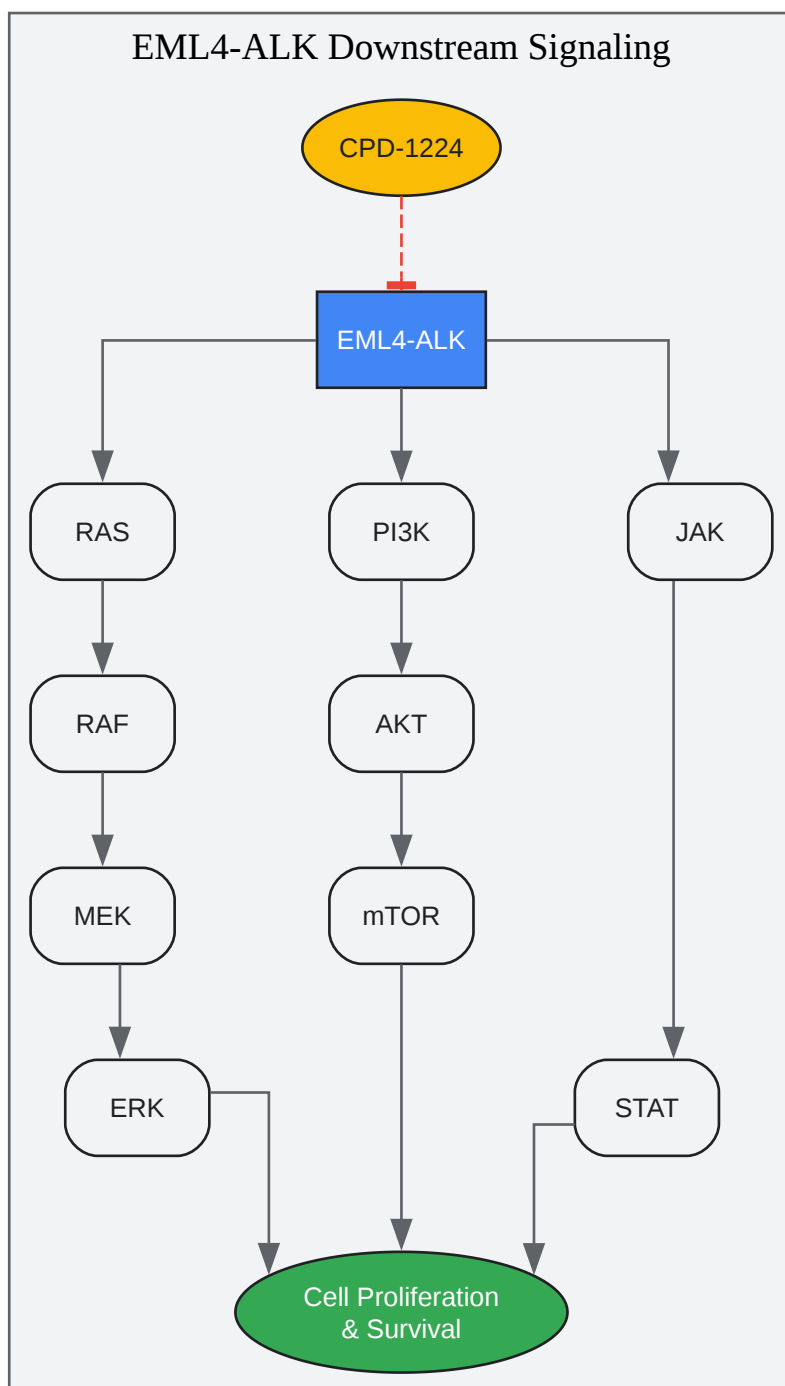 EML4-ALK Downstream Signaling
CPD-1224
EML4-ALK
RAS
PI3K
JAK
RAF
AKT
MEK
mTOR
ERK
STAT
Cell Proliferation
& Survival